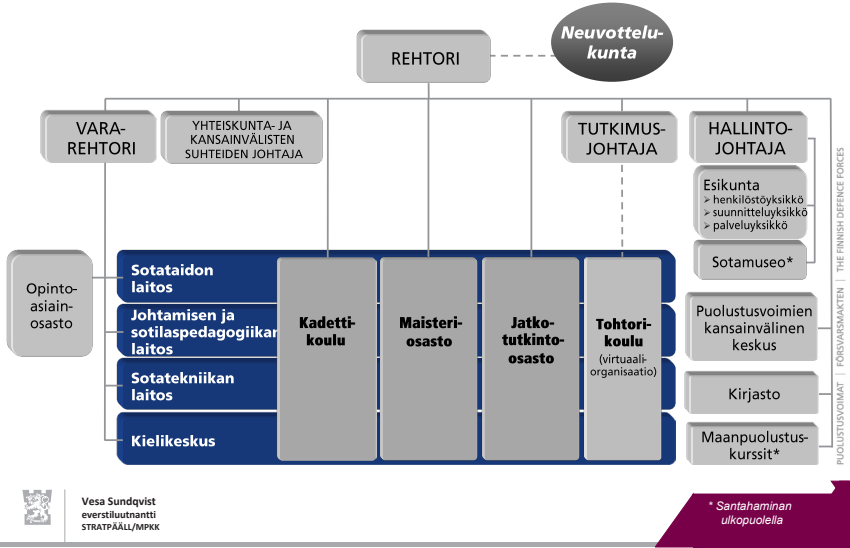 Neuvottelu-
kunta
REHTORI
VARA-
REHTORI
YHTEISKUNTA- JA
KANSAINVÄLISTEN
SUHTEIDEN JOHTAJA
TUTKIMUS-
JOHTAJA
HALLINTO-
JOHTAJA
Esikunta
➢ henkilöstöyksikkö
➢ suunnitteluyksikkö
➢ palveluyksikkö
Sotamuseo*
Opinto-
asiain-
osasto
Sotataidon
laitos
Johtamisen ja
sotilaspedagogiikan
laitos
Sotatekniikan
laitos
Kielikeskus
Kadetti-
koulu
Maisteri-
osasto
Jatko-
tutkinto-
osasto
Tohtori-
koulu
(virtuaali-
organisaatio)
Puolustusvoimien
kansainvälinen
keskus
Kirjasto
Maanpuolustus-
kurssit*
PUOLUSTUSVOIMAT | FÖRSVARSMAKTEN | THE FINNISH DEFENCE FORCES
Vesa Sundqvist
everstiluutnantti
STRATPÄÄLL/MPKK
* Santahaminan
ulkopuolella